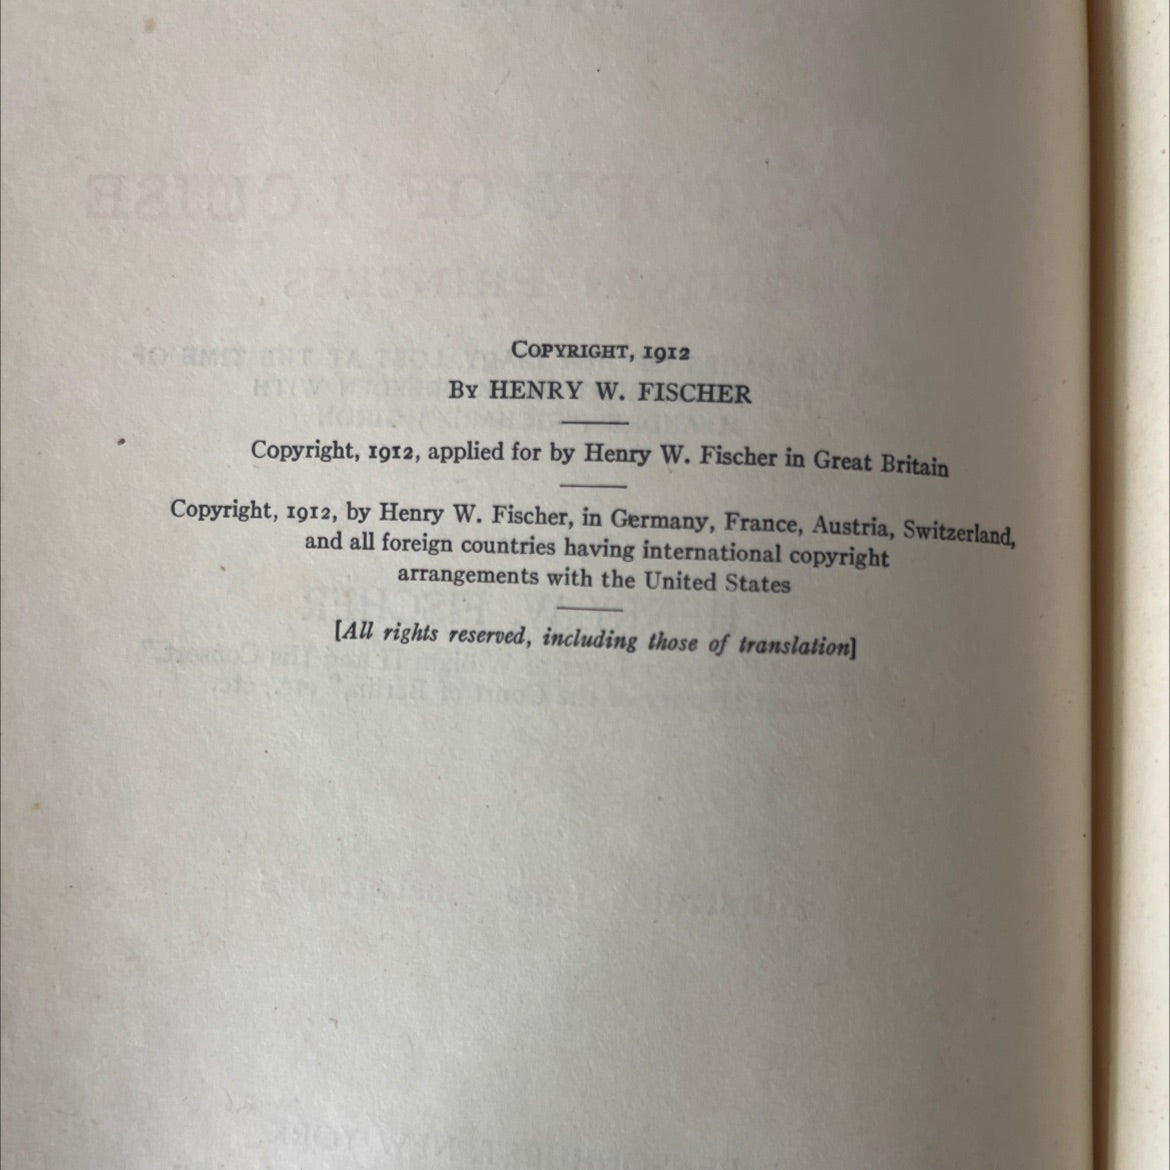 COPYRIGHT, 1912
BY HENRY W. FISCHER
Copyright, 1912, applied for by Henry W. Fischer in Great Britain
Copyright, 1912, by Henry W. Fischer, in Germany, France, Austria, Switzerland,
and all foreign countries having international copyright
arrangements with the United States
[All rights reserved, including those of translation]